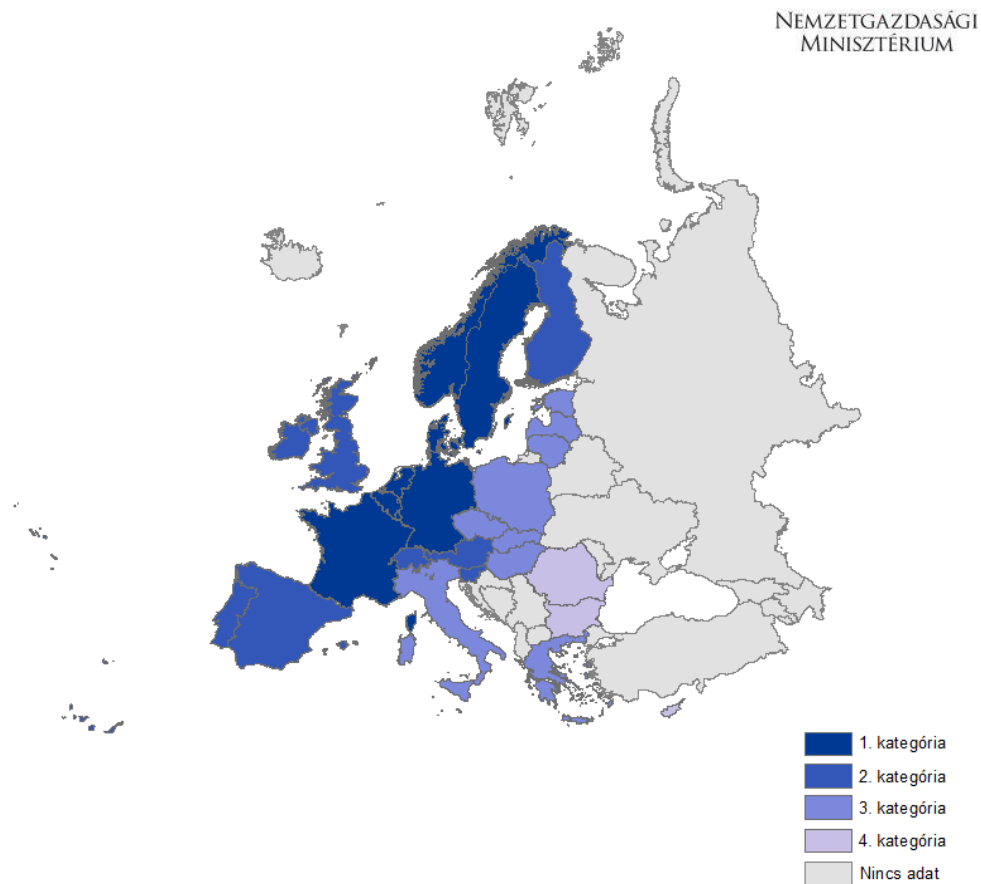 NEMZETGAZDASÁGI
MINISZTÉRIUM
1. kategória
2. kategória
3. kategória
4. kategória
Nincs adat